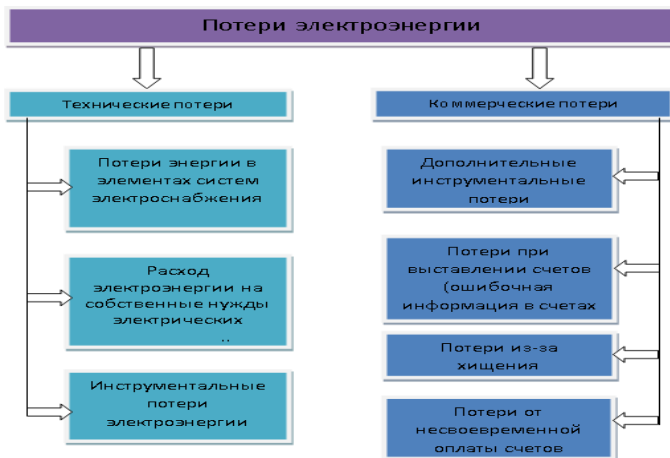 Потери электроэнергии
Технические потери
Потери энергии в
элементах систем
электроснабжения
Расход
электроэнергии на
собственные нужды
электрических
..
Инструментальные
потери
электроэнергии
Коммерческие потери
Дополнительные
инструментальные
потери
Потери при
выставлении счетов
(ошибочная
информация в счетах
Потери из-за
хищения
Потери от
несвоевременной
оплаты счетов